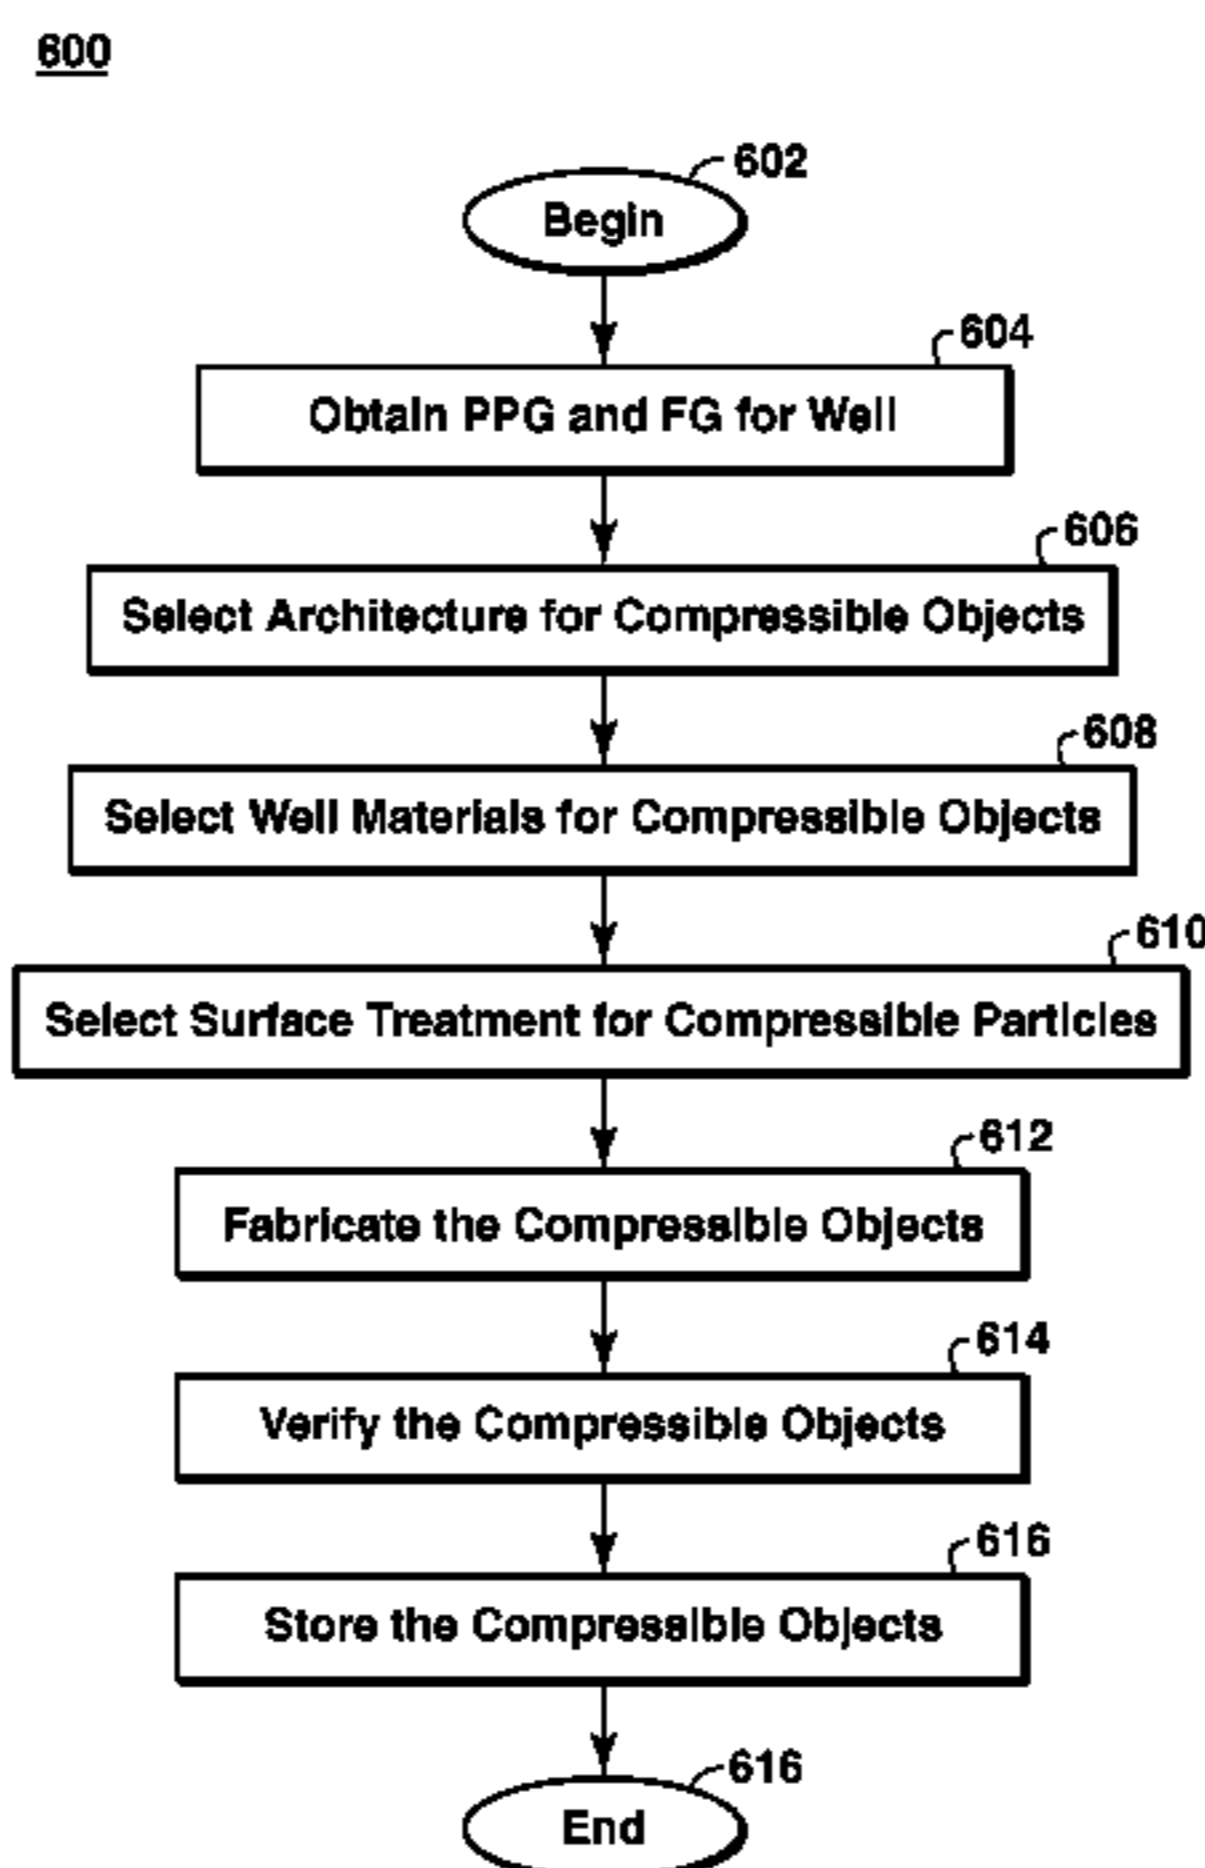 600
602
Begin
604
Obtain PPG and FG for Well
606
Select Architecture for Compressible Objects
608
Select Well Materials for Compressible Objects
610
Select Surface Treatment for Compressible Particles
612
Fabricate the Compressible Objects
614
Verify the Compressible Objects
616
Store the Compressible Objects
616
End